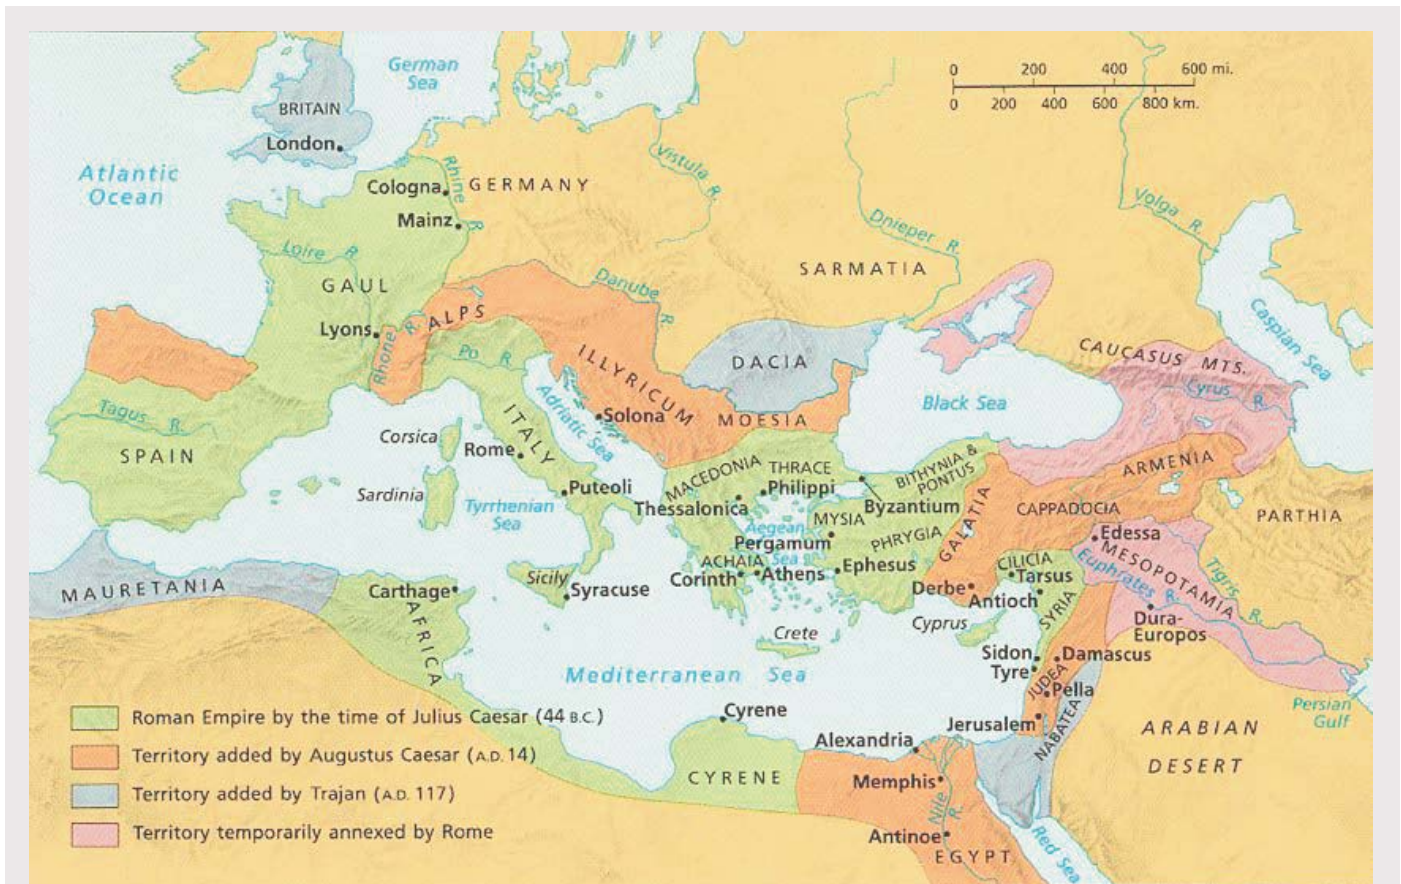 German
Sea
0 200 400 600 mi.
0 200 400 600 800 km.
BRITAIN
London
Atlantic
Ocean
Cologna
Rhine R.
GERMANY
Mainz
Vistula R.
Volga R.
Dnieper R.
Loire R.
GAUL
SARMATIA
Danube R.
Caspian Sea
Lyons
Rhone R.
ALPS
Po R.
ILLYRICUM
DACIA
CAUCASUS MTS.
Cyrus R.
Black Sea
Tagus R.
SPAIN
Corsica
ITALY
Adriatic Sea
Solona
MOESIA
Rome
Sardinia
Puteoli
Tyrrhenian
Sea
MACEDONIA
THRACE
Philippi
Thessalonica
Byzantium
BITHYNIA &
PONTUS
ARMENIA
CAPPADOCIA
GALATIA
PARTHIA
Aegean
Sea
MYSIA
Pergamum
PHRYGIA
Edessa
MESOPOTAMIA
Euphrates R.
Tigris R.
ACHAIA
Corinth
Athens
Ephesus
CILICIA
Tarsus
Derbe
Antioch
SYRIA
MAURETANIA
Carthage
AFRICA
Sicily
Syracuse
Cyprus
Crete
Dura-
Europos
Sidon
Tyre
Damascus
JUDEA
Pella
Mediterranean Sea
Jerusalem
NABATEA
Persian
Gulf
ARABIAN
DESERT
Cyrene
CYRENE
Alexandria
Memphis
Nile R.
Antinoe
EGYPT
Red Sea
Roman Empire by the time of Julius Caesar (44 B.C.)
Territory added by Augustus Caesar (A.D. 14)
Territory added by Trajan (A.D. 117)
Territory temporarily annexed by Rome